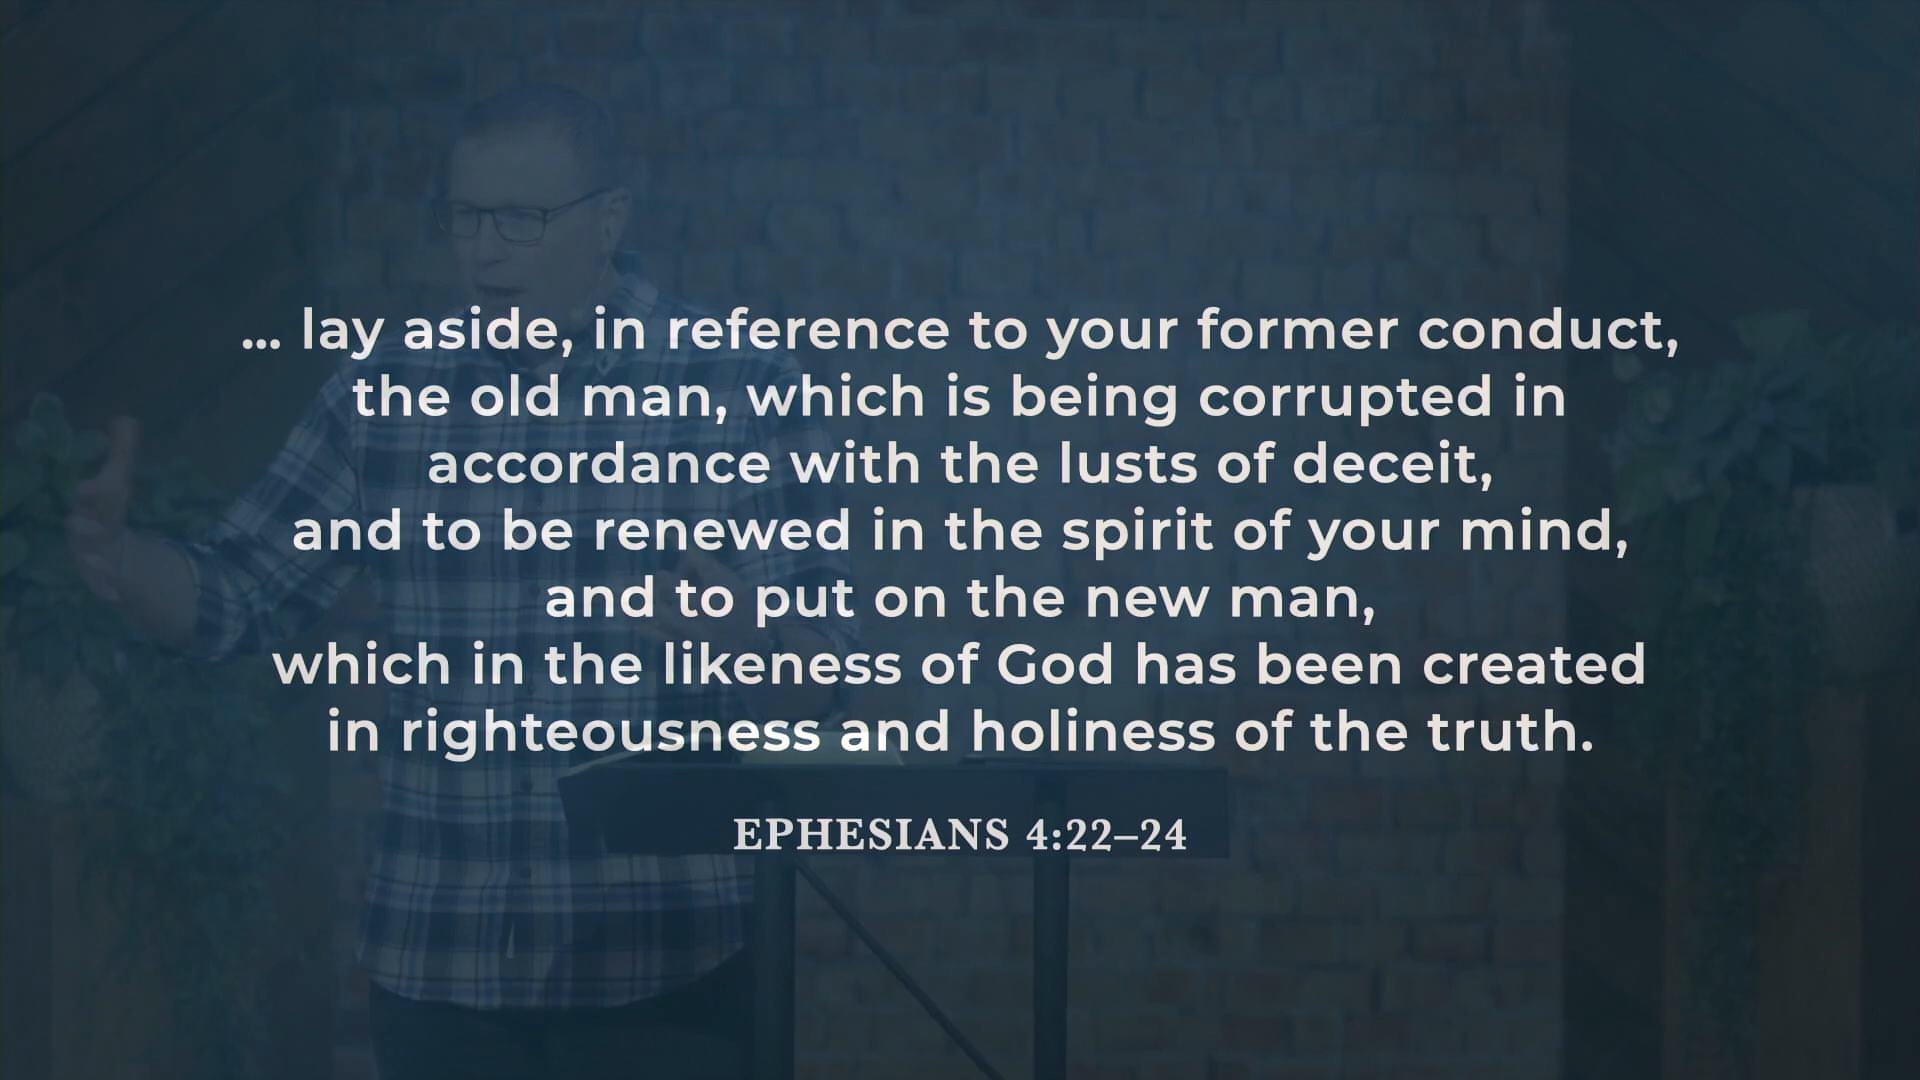 ... lay aside, in reference to your former conduct,
the old man, which is being corrupted in
accordance with the lusts of deceit,
and to be renewed in the spirit of your mind,
and to put on the new man,
which in the likeness of God has been created
in righteousness and holiness of the truth.
EPHESIANS 4:22–24